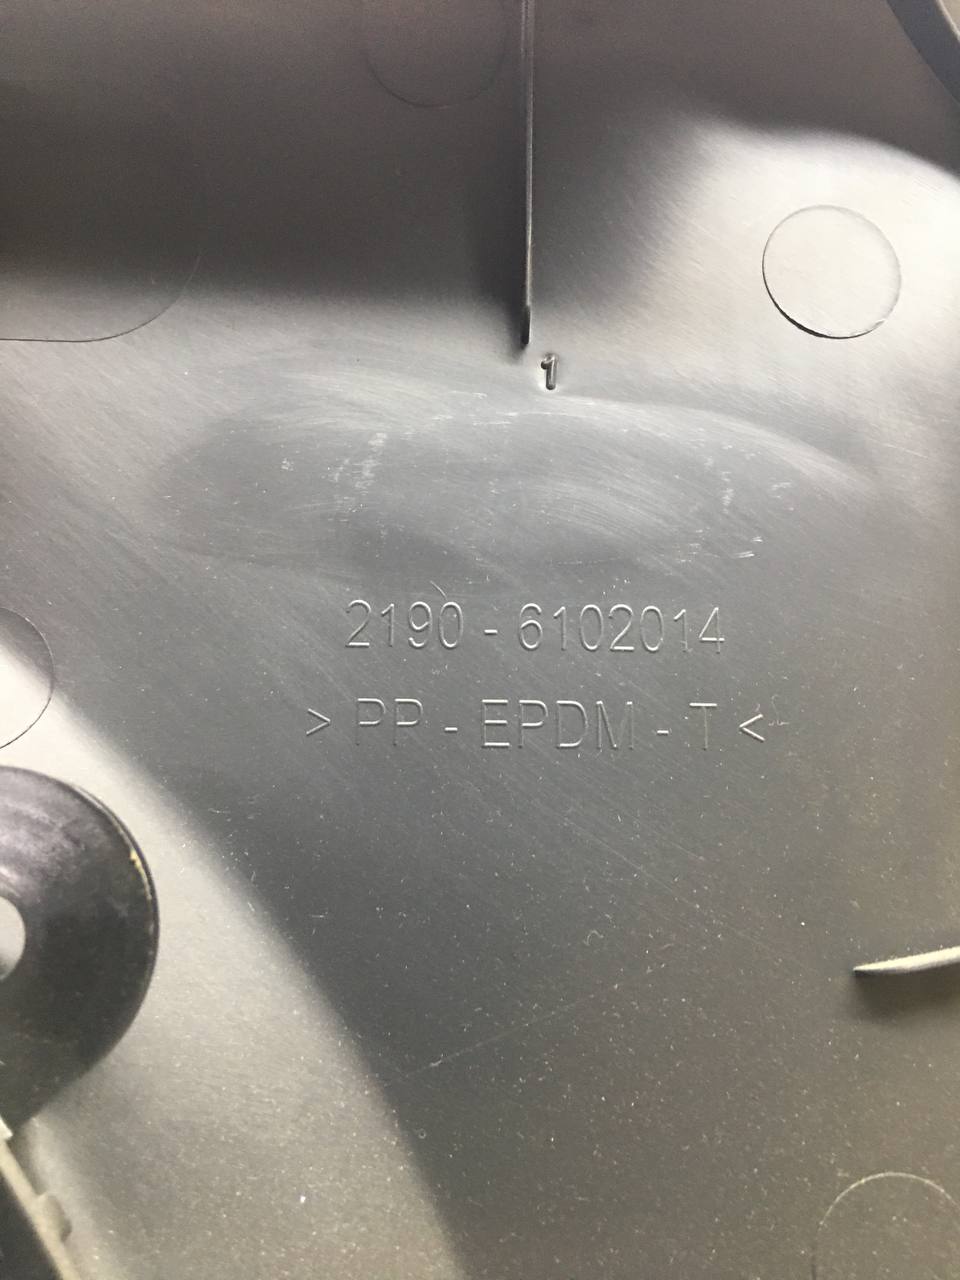 1
2190 - 6102014
> PP - EPDM - T <